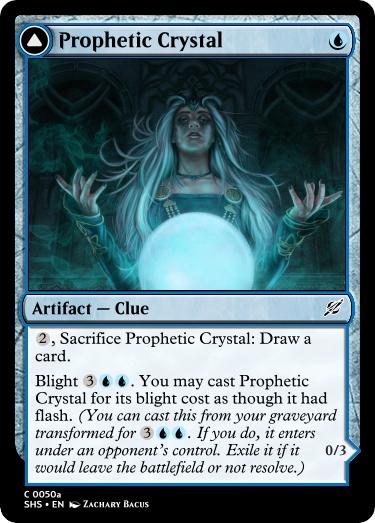 Prophetic Crystal
Artifact — Clue
2, Sacrifice Prophetic Crystal: Draw a
card.
Blight 3. You may cast Prophetic
Crystal for its blight cost as though it had
flash. (You can cast this from your graveyard
transformed for 3. If you do, it enters
under an opponent's control. Exile it if it
would leave the battlefield or not resolve.)
0/3
C 0050a
SHS • EN Zachary Bacus